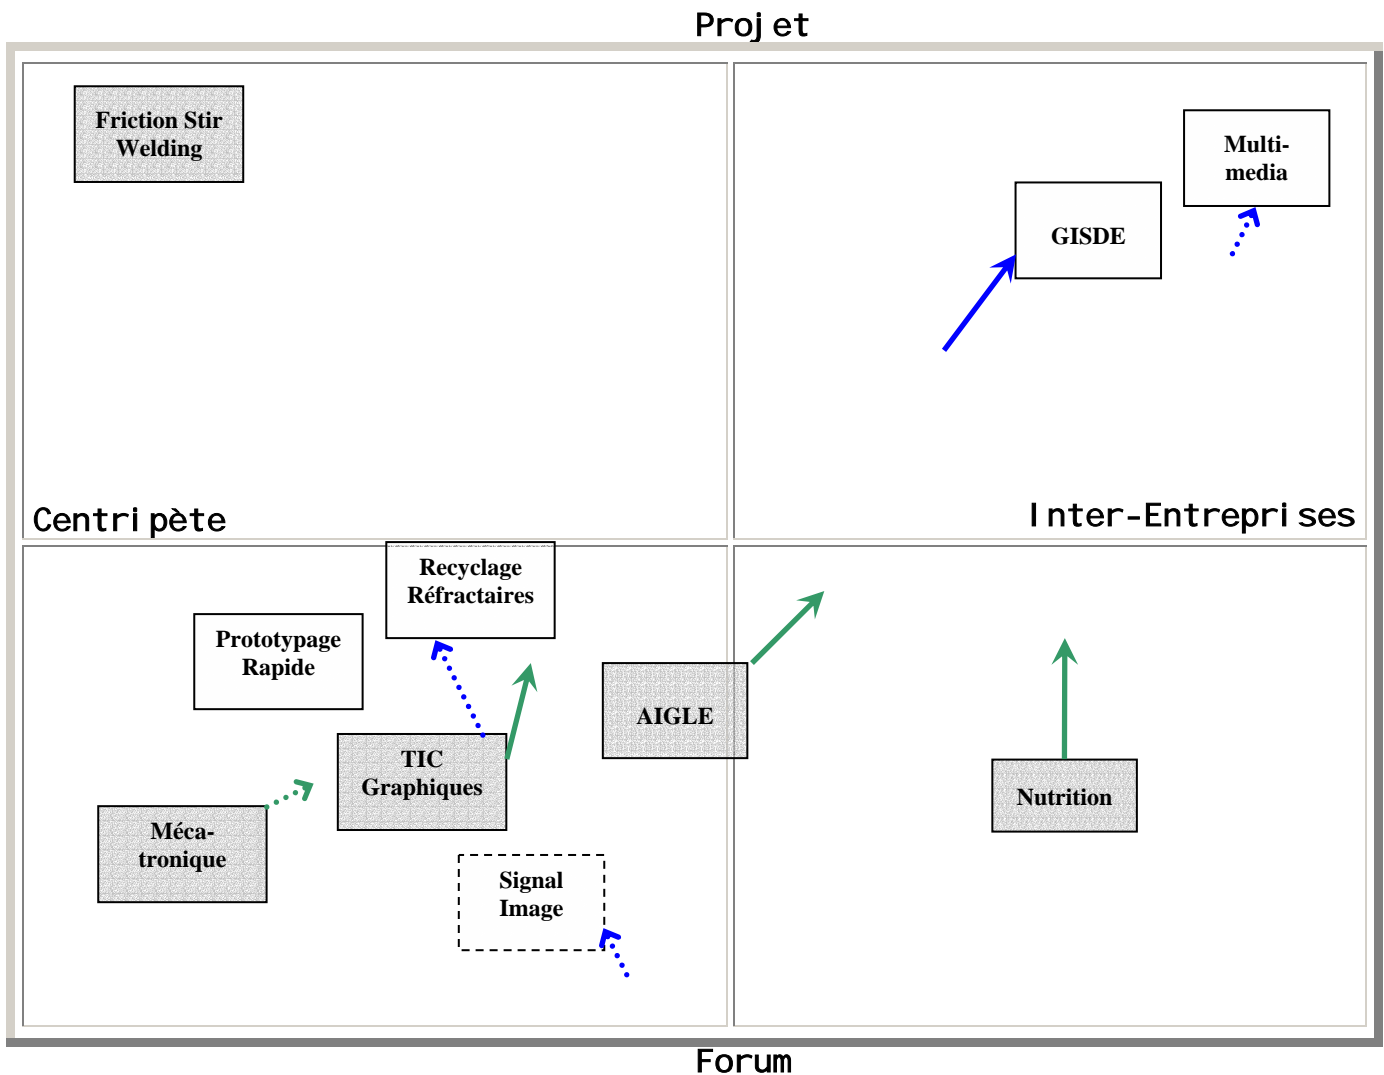 Projet
Friction Stir
Welding
Multi-
media
GISDE
Centripète
Inter-Entreprises
Recyclage
Réfractaires
Prototypage
Rapide
AIGLE
TIC
Graphiques
Nutrition
Méca-
tronique
Signal
Image
Forum